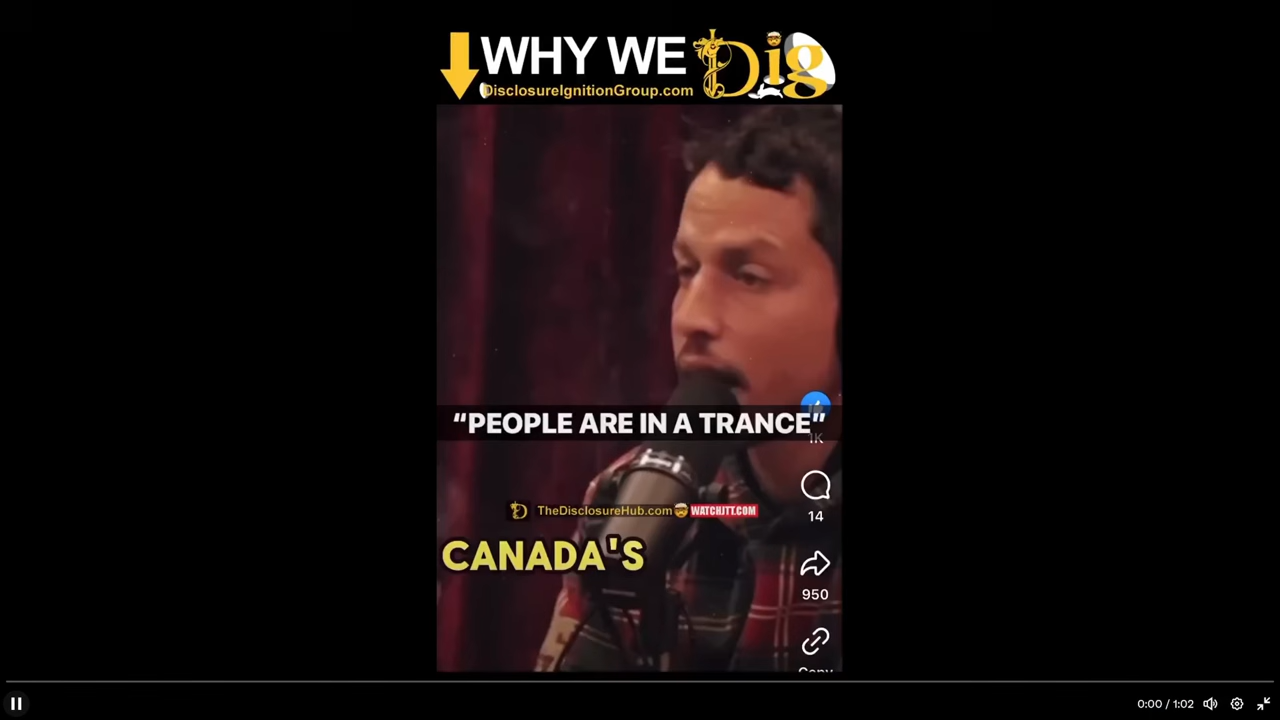 WHY WE Dig
DisclosureIgnitionGroup.com
“PEOPLE ARE IN A TRANCE”
1K
14
TheDisclosureHub.com WATCHJTT.COM
CANADA'S
950
Copy
0:00 / 1:02